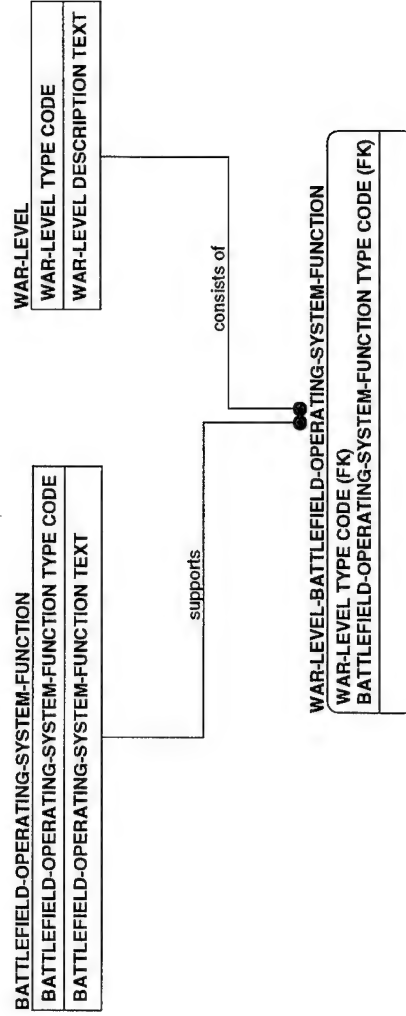 BATTLEFIELD-OPERATING-SYSTEM-FUNCTION
BATTLEFIELD-OPERATING-SYSTEM-FUNCTION TYPE CODE
BATTLEFIELD-OPERATING-SYSTEM-FUNCTION TEXT
WAR-LEVEL
WAR-LEVEL TYPE CODE
WAR-LEVEL DESCRIPTION TEXT
supports
consists of
WAR-LEVEL-BATTLEFIELD-OPERATING-SYSTEM-FUNCTION
WAR-LEVEL TYPE CODE (FK)
BATTLEFIELD-OPERATING-SYSTEM-FUNCTION TYPE CODE (FK)